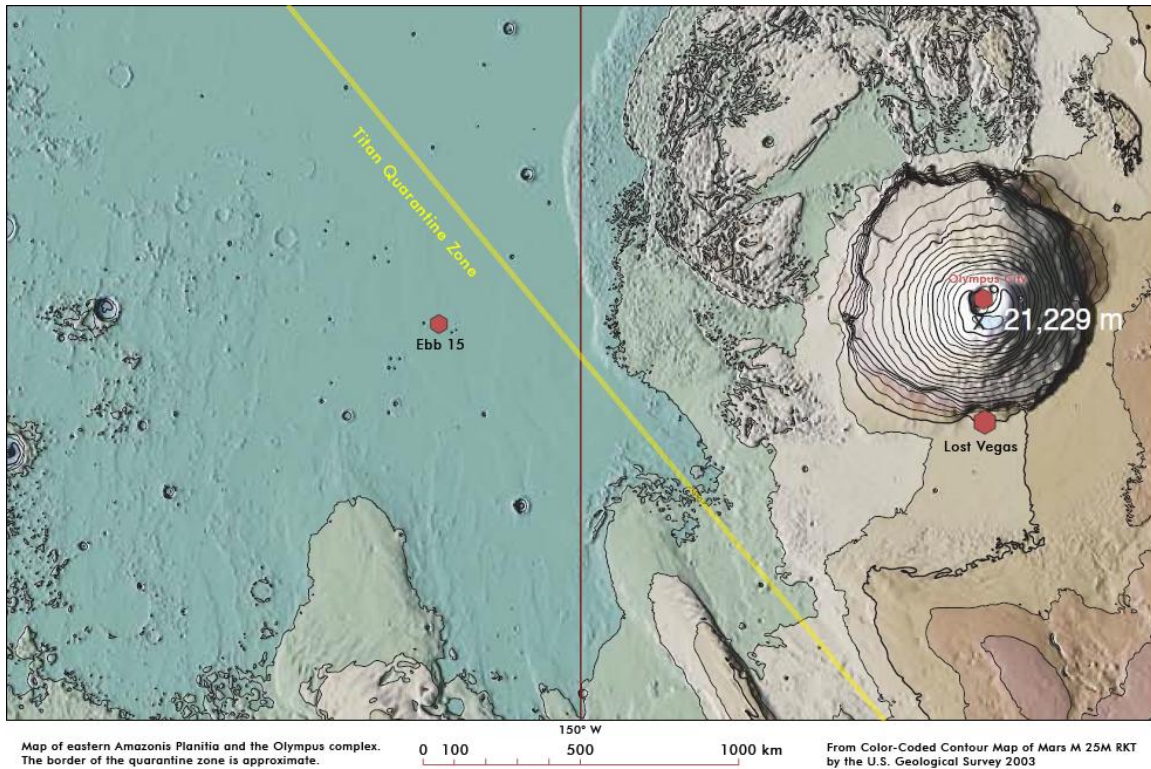 Titan Quarantine Zone
Olympus City
21,229 m
Ebb 15
Lost Vegas
150° W
Map of eastern Amazonis Planitia and the Olympus complex.
The border of the quarantine zone is approximate.
0 100 500 1000 km
From Color-Coded Contour Map of Mars M 25M RKT
by the U.S. Geological Survey 2003